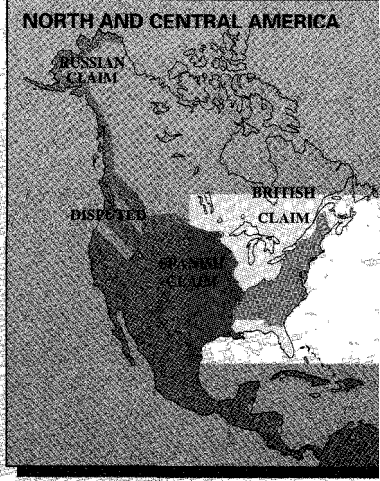 NORTH AND CENTRAL AMERICA
RUSSIAN
CLAIM
BRITISH
CLAIM
DISPUTED
SPANISH
CLAIM